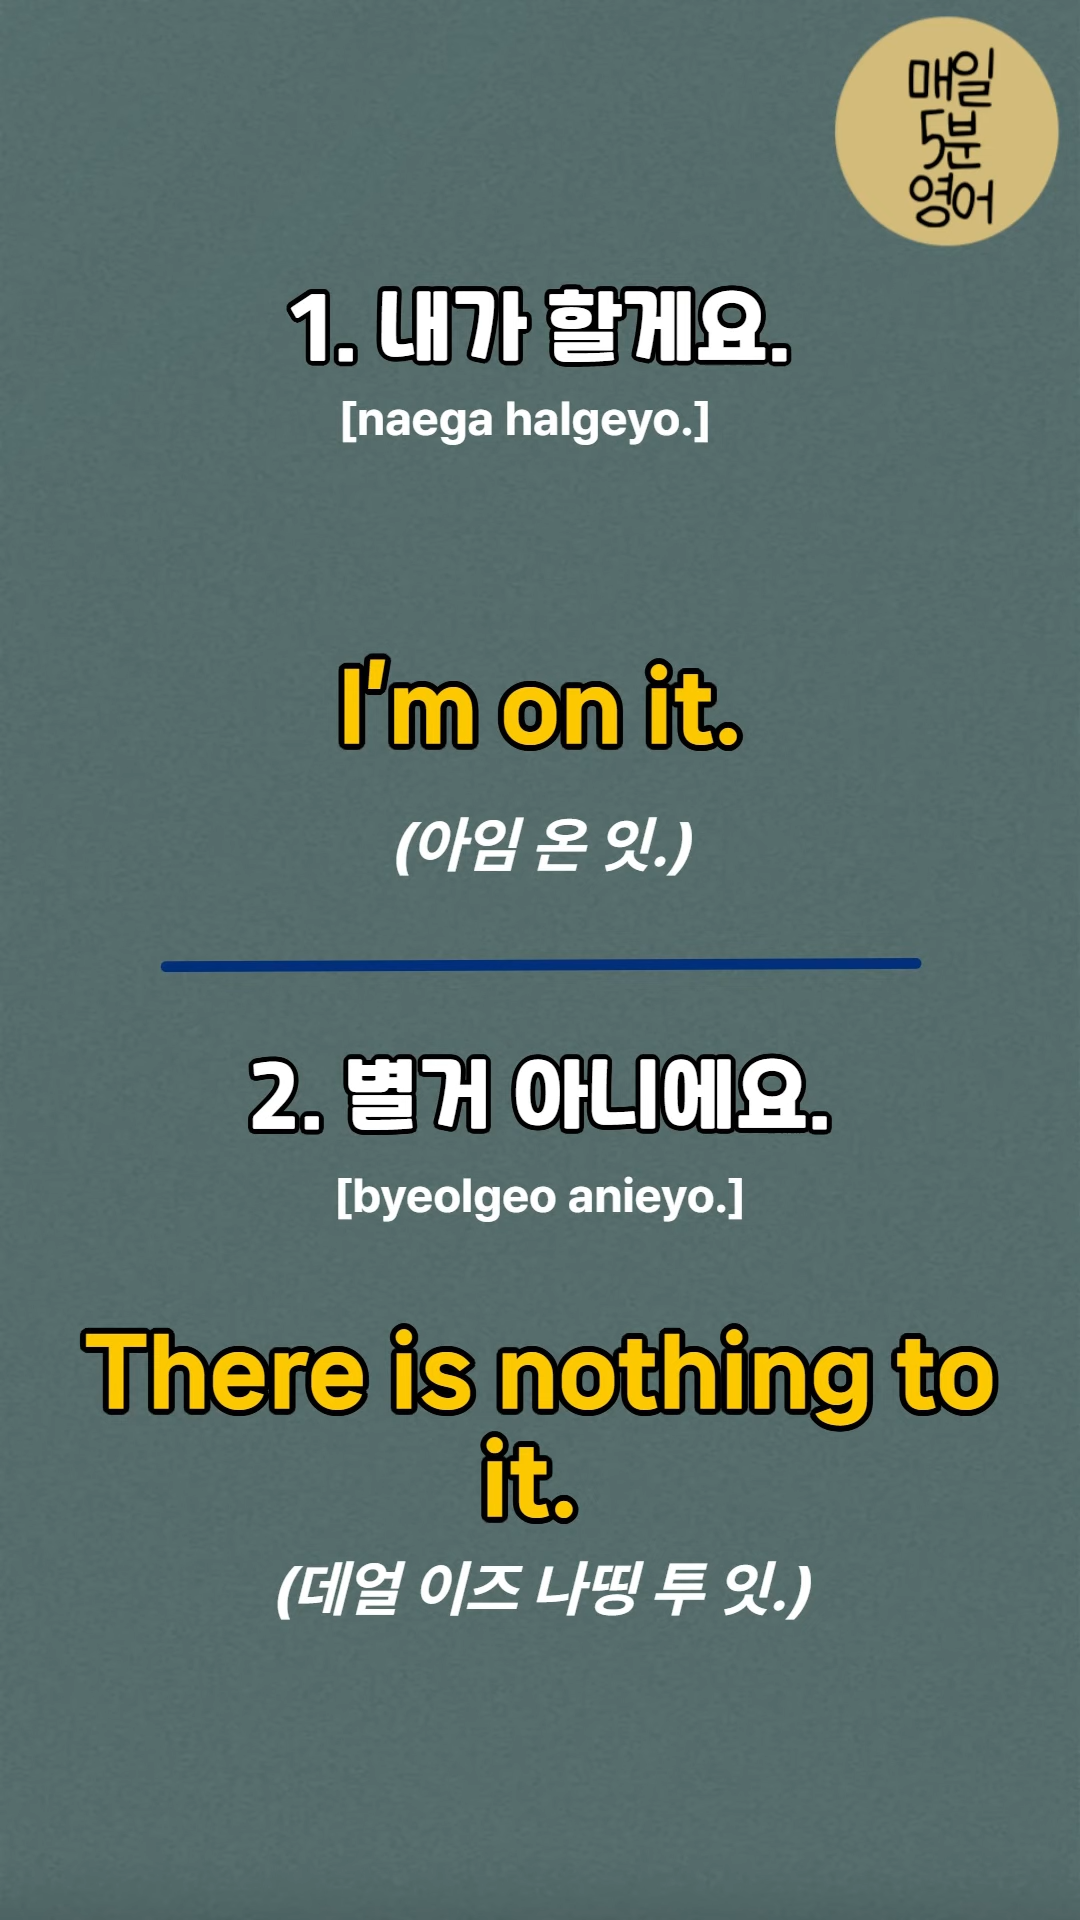 매일
5분
영어
1. 내가 할게요.
[naega halgeyo.]
I'm on it.
(아임 온 잇.)
2. 별거 아니에요.
[byeolgeo anieyo.]
There is nothing to
it.
(데얼 이즈 나띵 투 잇.)